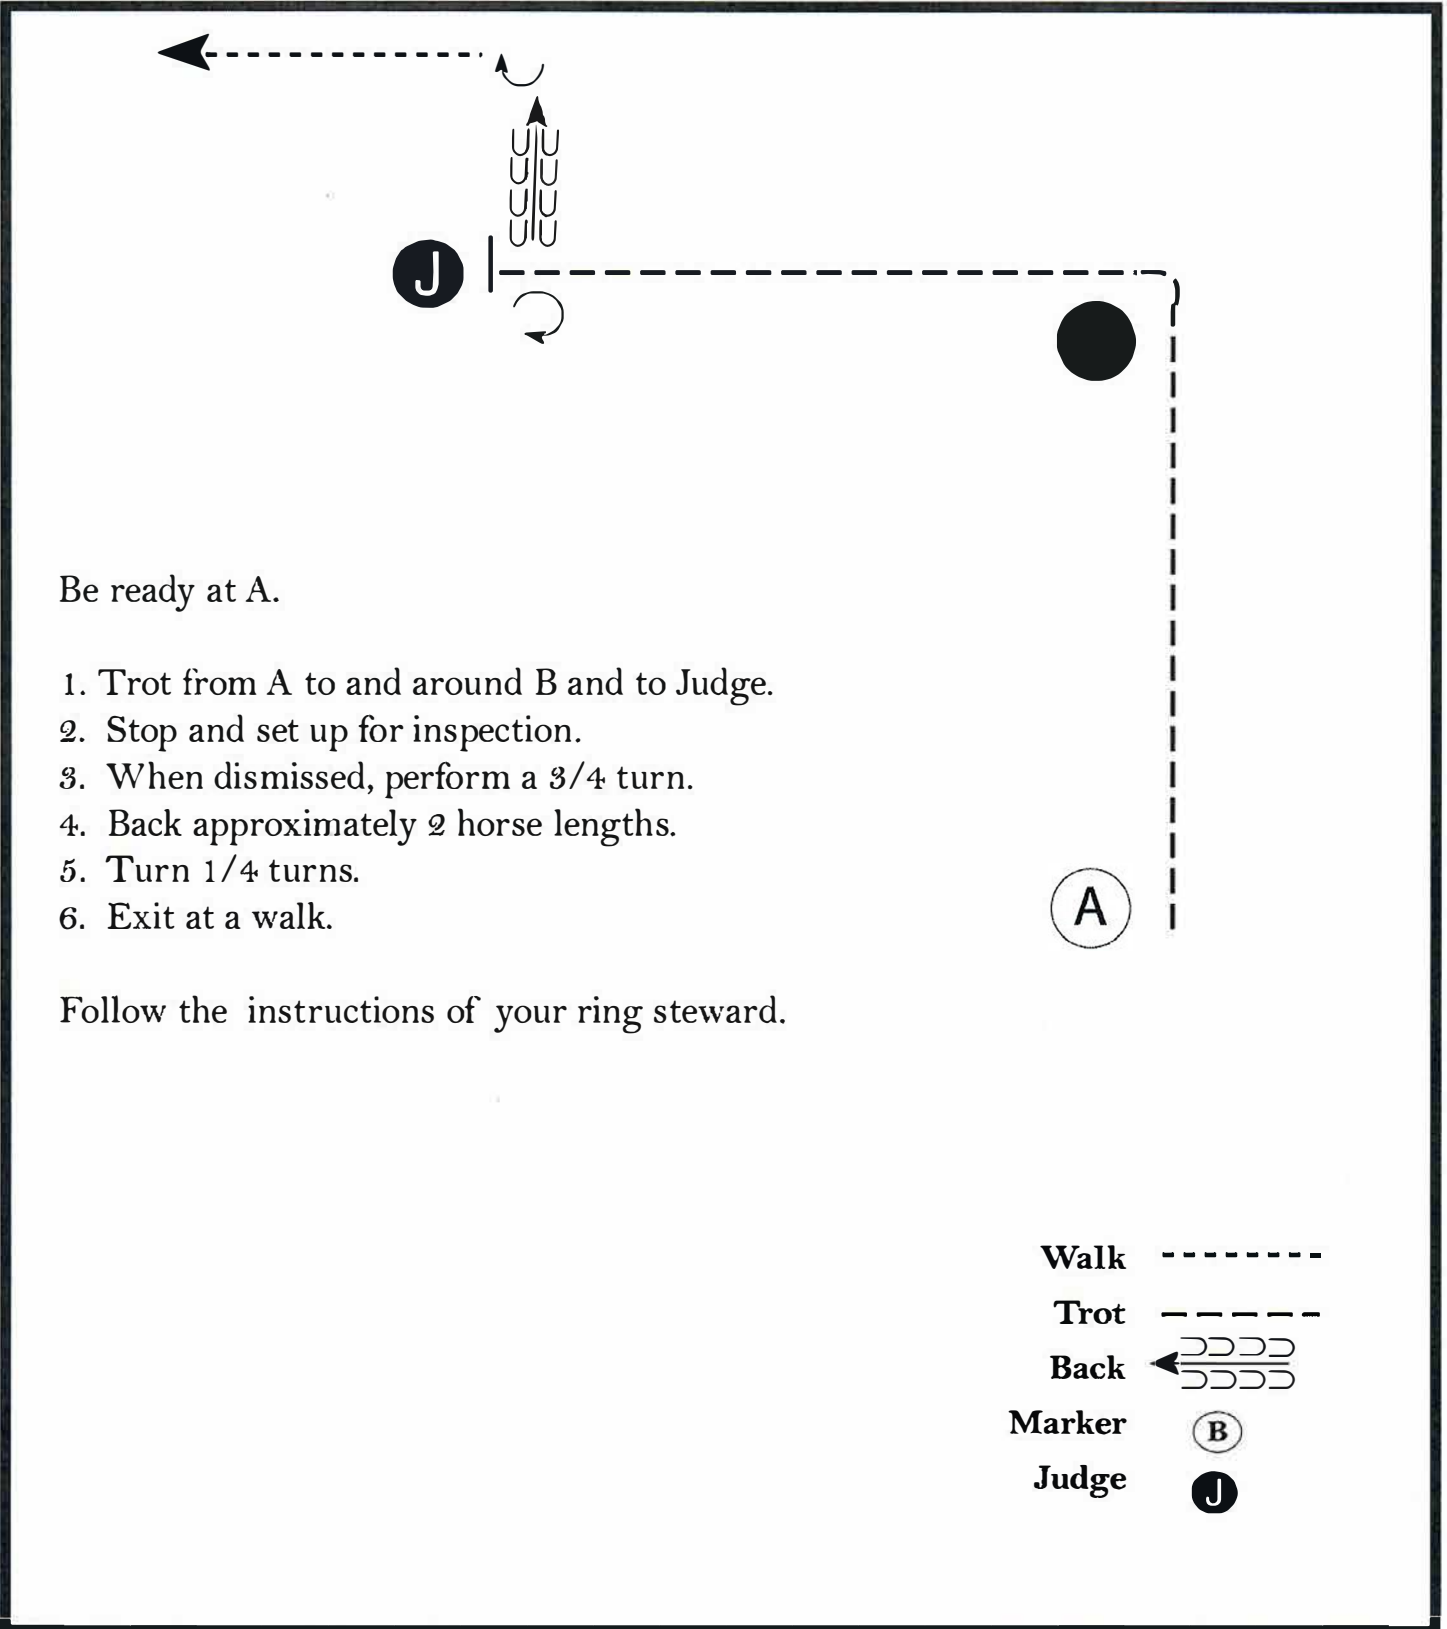 J
Be ready at A.
1. Trot from A to and around B and to Judge.
2. Stop and set up for inspection.
3. When dismissed, perform a 3/4 turn.
4. Back approximately 2 horse lengths.
5. Turn 1/4 turns.
6. Exit at a walk.
A
Follow the instructions of your ring steward.
Walk
Trot
Back
Marker B
Judge J